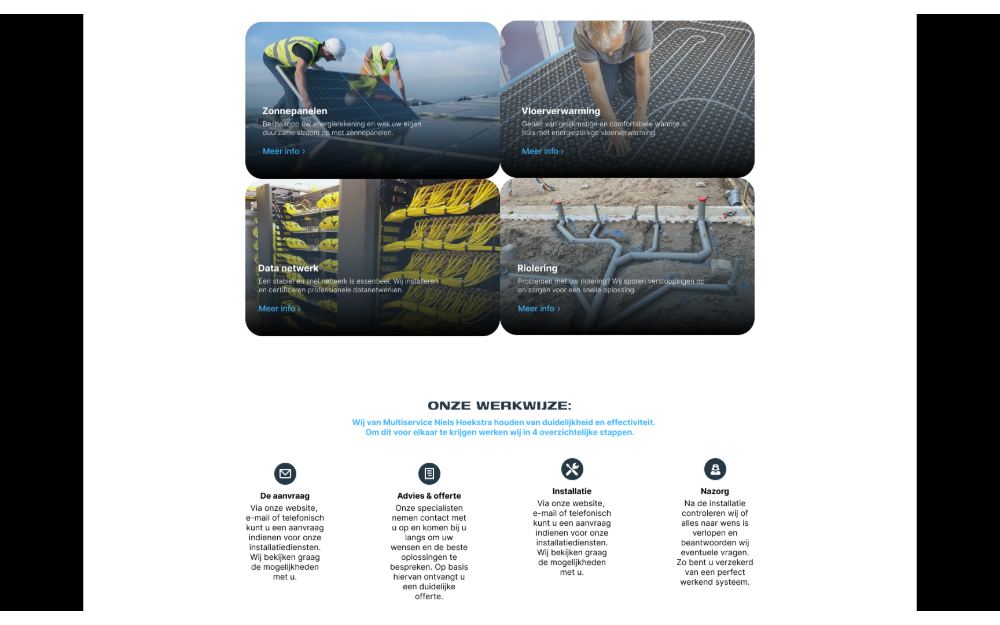 Zonnepanelen
Bespaar op uw energierekening en wek uw eigen
duurzame stroom op met zonnepanelen.
Meer info ›
Vloerverwarming
Geniet van gelijkmatige en comfortabele warmte in
huis met energiezuinige vloerverwarming
Meer info ›
Data netwerk
Een stabiel en snel netwerk is essentieel. Wij installeren
en certificeren professionele datanetwerken.
Meer info ›
Riolering
Problemen met uw riolering? Wij sporen verstoppingen op
en zorgen voor een snelle oplossing
Meer info ›
ONZE WERKWIJZE:
Wij van Multiservice Niels Hoekstra houden van duidelijkheid en effectiviteit.
Om dit voor elkaar te krijgen werken wij in 4 overzichtelijke stappen.
De aanvraag
Via onze website,
e-mail of telefonisch
kunt u een aanvraag
indienen voor onze
installatiediensten.
Wij bekijken graag
de mogelijkheden
met u.
Advies & offerte
Onze specialisten
nemen contact met
u op en komen bij u
langs om uw
wensen en de beste
oplossingen te
bespreken. Op basis
hiervan ontvangt u
een duidelijke
offerte.
Installatie
Via onze website,
e-mail of telefonisch
kunt u een aanvraag
indienen voor onze
installatiediensten.
Wij bekijken graag
de mogelijkheden
met u.
Nazorg
Na de installatie
controleren wij of
alles naar wens is
verlopen en
beantwoorden wij
eventuele vragen.
Zo bent u verzekerd
van een perfect
werkend systeem.